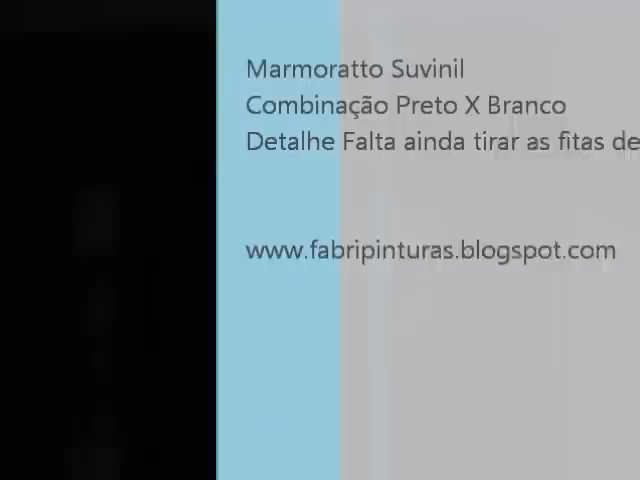 Marmoratto Suvinil
Combinação Preto X Branco
Detalhe Falta ainda tirar as fitas de
www.fabripinturas.blogspot.com